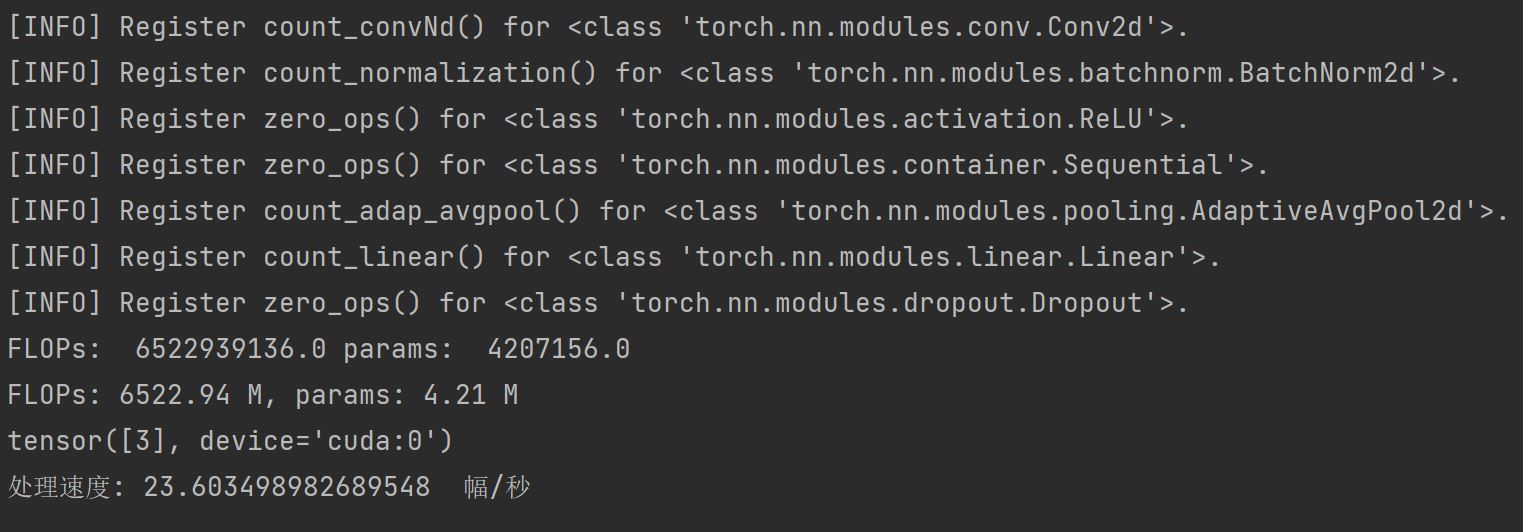 [INFO] Register count_convNd() for <class 'torch.nn.modules.conv.Conv2d'>.
[INFO] Register count_normalization() for <class 'torch.nn.modules.batchnorm.BatchNorm2d'>.
[INFO] Register zero_ops() for <class 'torch.nn.modules.activation.ReLU'>.
[INFO] Register zero_ops() for <class 'torch.nn.modules.container.Sequential'>.
[INFO] Register count_adap_avgpool() for <class 'torch.nn.modules.pooling.AdaptiveAvgPool2d'>.
[INFO] Register count_linear() for <class 'torch.nn.modules.linear.Linear'>.
[INFO] Register zero_ops() for <class 'torch.nn.modules.dropout.Dropout'>.
FLOPs:  6522939136.0 params:  4207156.0
FLOPs: 6522.94 M, params: 4.21 M
tensor([3], device='cuda:0')
处理速度: 23.603498982689548  幅/秒